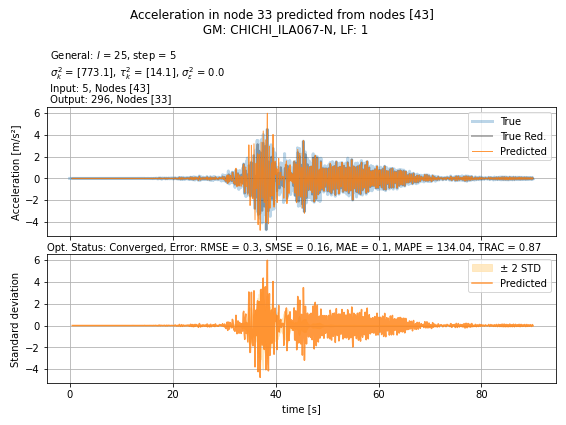 Acceleration in node 33 predicted from nodes [43]
GM: CHICHI_ILA067-N, LF: 1
General: l = 25, step = 5
σ²ₖ = [773.1], τ²ₖ = [14.1], σ²ε = 0.0
Input: 5, Nodes [43]
Output: 296, Nodes [33]
Acceleration [m/s²]
6
4
2
0
−2
−4
True
True Red.
Predicted
Opt. Status: Converged, Error: RMSE = 0.3, SMSE = 0.16, MAE = 0.1, MAPE = 134.04, TRAC = 0.87
Standard deviation
6
4
2
0
−2
−4
± 2 STD
Predicted
0 20 40 60 80
time [s]